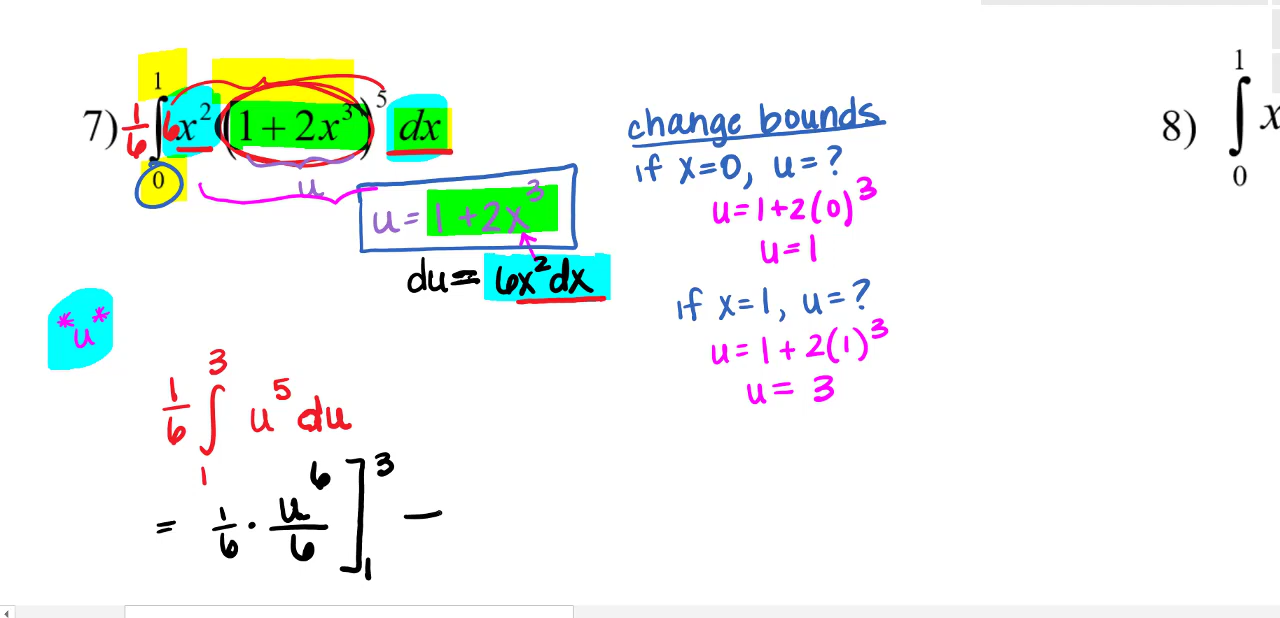 7) 1/6 ∫₀¹ 6x² (1 + 2x³)⁵ dx
u
u = 1 + 2x³
du = 6x² dx
*u*
1/6 ∫₁³ u⁵ du
= 1/6 · u⁶/6 ]₁³ —
change bounds
if x=0, u=?
u=1+2(0)³
u=1
if x=1, u=?
u=1+2(1)³
u=3
8) ∫₀¹ x